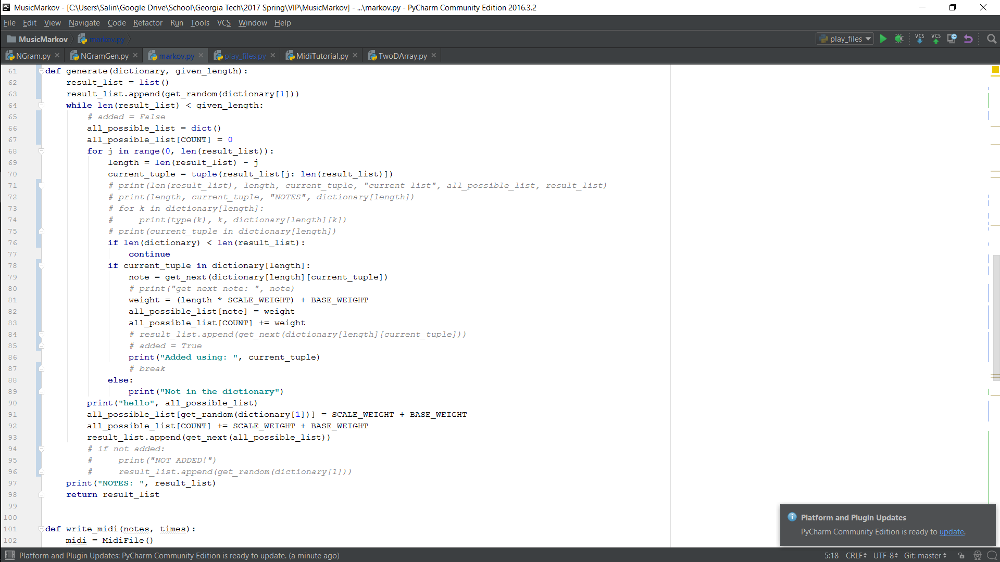 MusicMarkov - [C:\Users\Salin\Google Drive\School\Georgia Tech\2017 Spring\VIP\MusicMarkov] - ...\markov.py - PyCharm Community Edition 2016.3.2
File Edit View Navigate Code Refactor Run Tools VCS Window Help
MusicMarkov markov.py play_files VCS VCS
NGram.py NGramGen.py markov.py play_files.py MidiTutorial.py TwoDArray.py
61 def generate(dictionary, given_length):
62     result_list = list()
63     result_list.append(get_random(dictionary[1]))
64     while len(result_list) < given_length:
65         # added = False
66         all_possible_list = dict()
67         all_possible_list[COUNT] = 0
68         for j in range(0, len(result_list)):
69             length = len(result_list) - j
70             current_tuple = tuple(result_list[j: len(result_list)])
71             # print(len(result_list), length, current_tuple, "current list", all_possible_list, result_list)
72             # print(length, current_tuple, "NOTES", dictionary[length])
73             # for k in dictionary[length]:
74             #     print(type(k), k, dictionary[length][k])
75             # print(current_tuple in dictionary[length])
76             if len(dictionary) < len(result_list):
77                 continue
78             if current_tuple in dictionary[length]:
79                 note = get_next(dictionary[length][current_tuple])
80                 # print("get next note: ", note)
81                 weight = (length * SCALE_WEIGHT) + BASE_WEIGHT
82                 all_possible_list[note] = weight
83                 all_possible_list[COUNT] += weight
84                 # result_list.append(get_next(dictionary[length][current_tuple]))
85                 # added = True
86                 print("Added using: ", current_tuple)
87                 # break
88             else:
89                 print("Not in the dictionary")
90         print("hello", all_possible_list)
91         all_possible_list[get_random(dictionary[1])] = SCALE_WEIGHT + BASE_WEIGHT
92         all_possible_list[COUNT] += SCALE_WEIGHT + BASE_WEIGHT
93         result_list.append(get_next(all_possible_list))
94         # if not added:
95         #     print("NOT ADDED!")
96         #     result_list.append(get_random(dictionary[1]))
97     print("NOTES: ", result_list)
98     return result_list
99
100
101 def write_midi(notes, times):
102     midi = MidiFile()
Platform and Plugin Updates
PyCharm Community Edition is ready to update.
Platform and Plugin Updates: PyCharm Community Edition is ready to update. (a minute ago) 5:18 CRLF UTF-8 Git: master